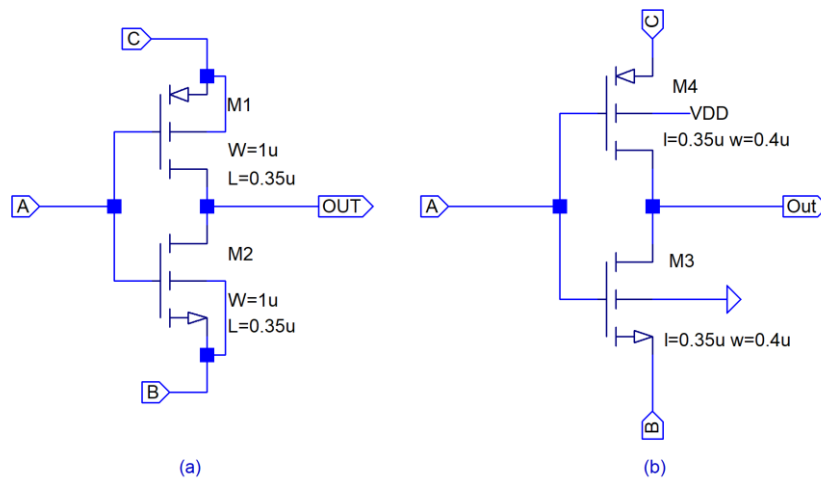 C
M1
W=1u
L=0.35u
A
OUT
M2
W=1u
L=0.35u
B
(a)
C
M4
VDD
l=0.35u w=0.4u
A
Out
M3
l=0.35u w=0.4u
B
(b)